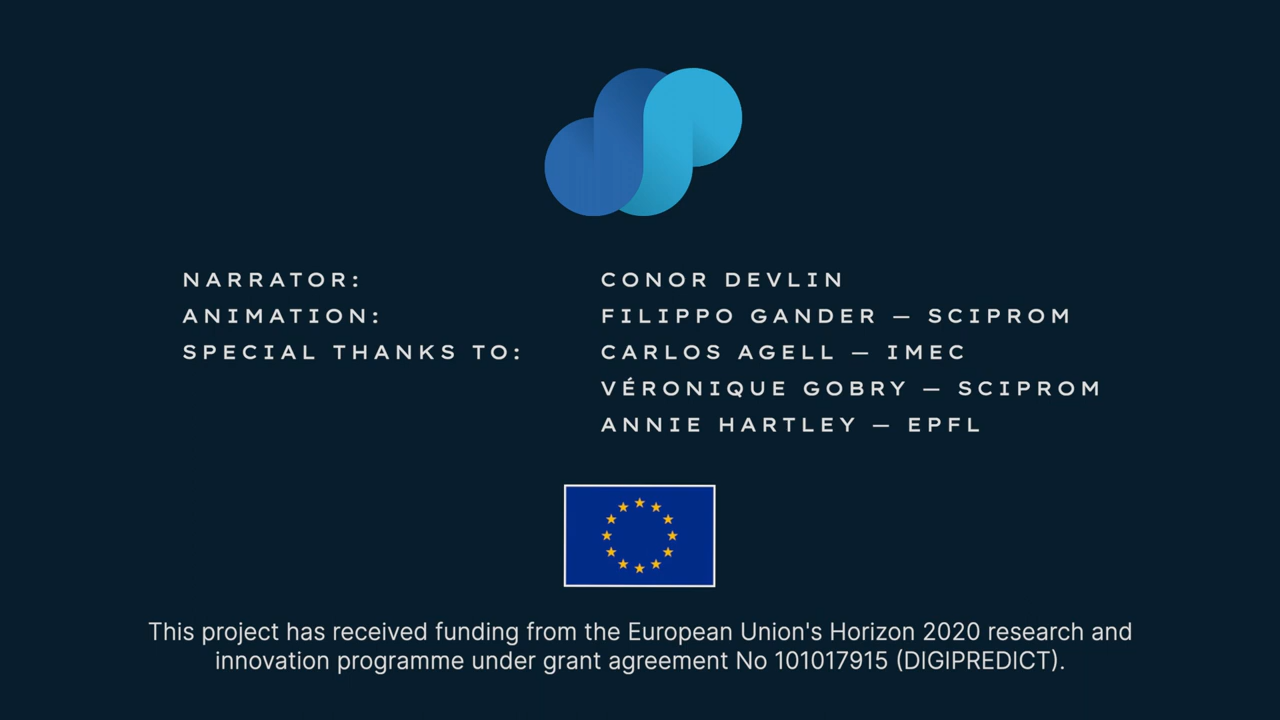 NARRATOR: CONOR DEVLIN
ANIMATION: FILIPPO GANDER — SCIPROM
SPECIAL THANKS TO: CARLOS AGELL — IMEC
VÉRONIQUE GOBRY — SCIPROM
ANNIE HARTLEY — EPFL
This project has received funding from the European Union's Horizon 2020 research and
innovation programme under grant agreement No 101017915 (DIGIPREDICT).